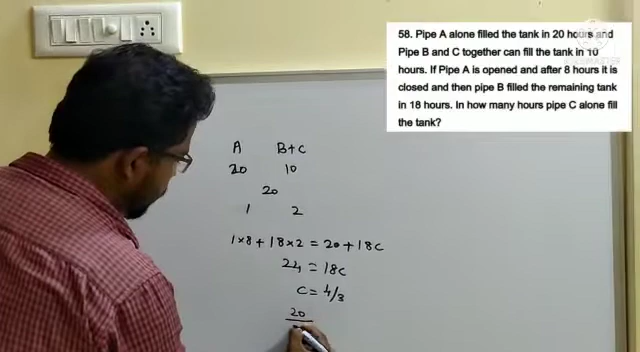 58. Pipe A alone filled the tank in 20 hours and
Pipe B and C together can fill the tank in 10
hours. If Pipe A is opened and after 8 hours it is
closed and then pipe B filled the remaining tank
in 18 hours. In how many hours pipe C alone fill
the tank?
A B+C
20 10
20
1 2
1×8 + 18×2 = 20 + 18C
24 = 18C
C = 4/3
20